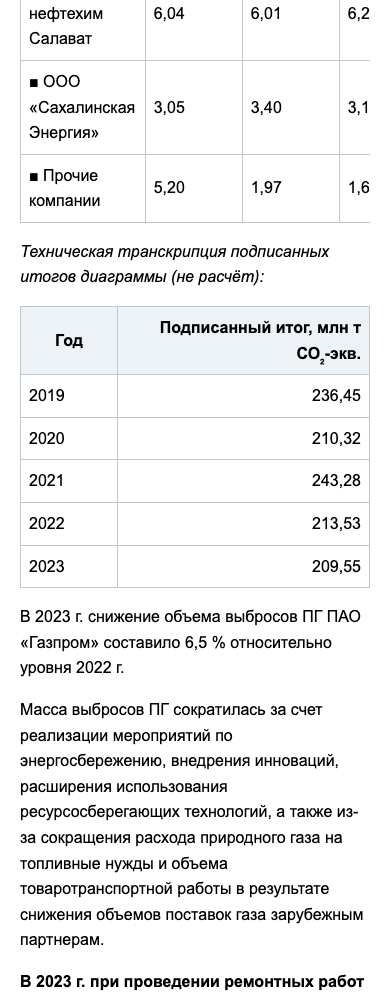 нефтехим
Салават
6,04
6,01
6,2
■ ООО
«Сахалинская
Энергия»
3,05
3,40
3,1
■ Прочие
компании
5,20
1,97
1,6
Техническая транскрипция подписанных
итогов диаграммы (не расчёт):
Год
Подписанный итог, млн т
CO₂-экв.
2019
236,45
2020
210,32
2021
243,28
2022
213,53
2023
209,55
В 2023 г. снижение объема выбросов ПГ ПАО
«Газпром» составило 6,5 % относительно
уровня 2022 г.
Масса выбросов ПГ сократилась за счет
реализации мероприятий по
энергосбережению, внедрения инноваций,
расширения использования
ресурсосберегающих технологий, а также из-
за сокращения расхода природного газа на
топливные нужды и объема
товаротранспортной работы в результате
снижения объемов поставок газа зарубежным
партнерам.
В 2023 г. при проведении ремонтных работ